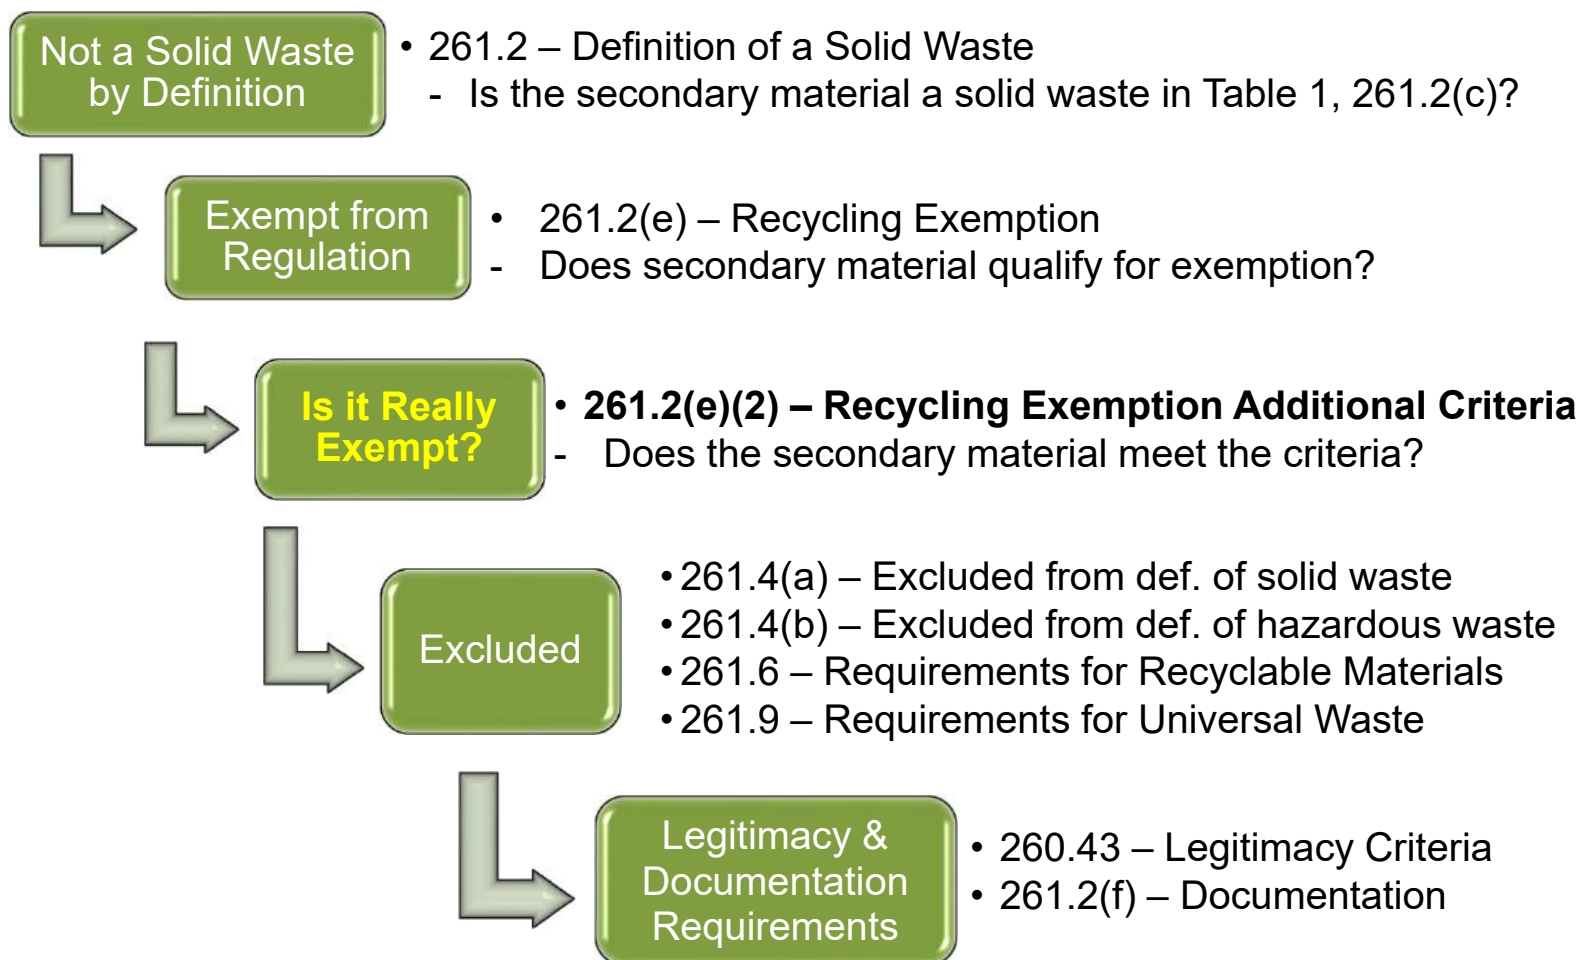 Not a Solid Waste
by Definition
• 261.2 – Definition of a Solid Waste
- Is the secondary material a solid waste in Table 1, 261.2(c)?
Exempt from
Regulation
• 261.2(e) – Recycling Exemption
- Does secondary material qualify for exemption?
Is it Really
Exempt?
• 261.2(e)(2) – Recycling Exemption Additional Criteria
- Does the secondary material meet the criteria?
Excluded
• 261.4(a) – Excluded from def. of solid waste
• 261.4(b) – Excluded from def. of hazardous waste
• 261.6 – Requirements for Recyclable Materials
• 261.9 – Requirements for Universal Waste
Legitimacy &
Documentation
Requirements
• 260.43 – Legitimacy Criteria
• 261.2(f) – Documentation